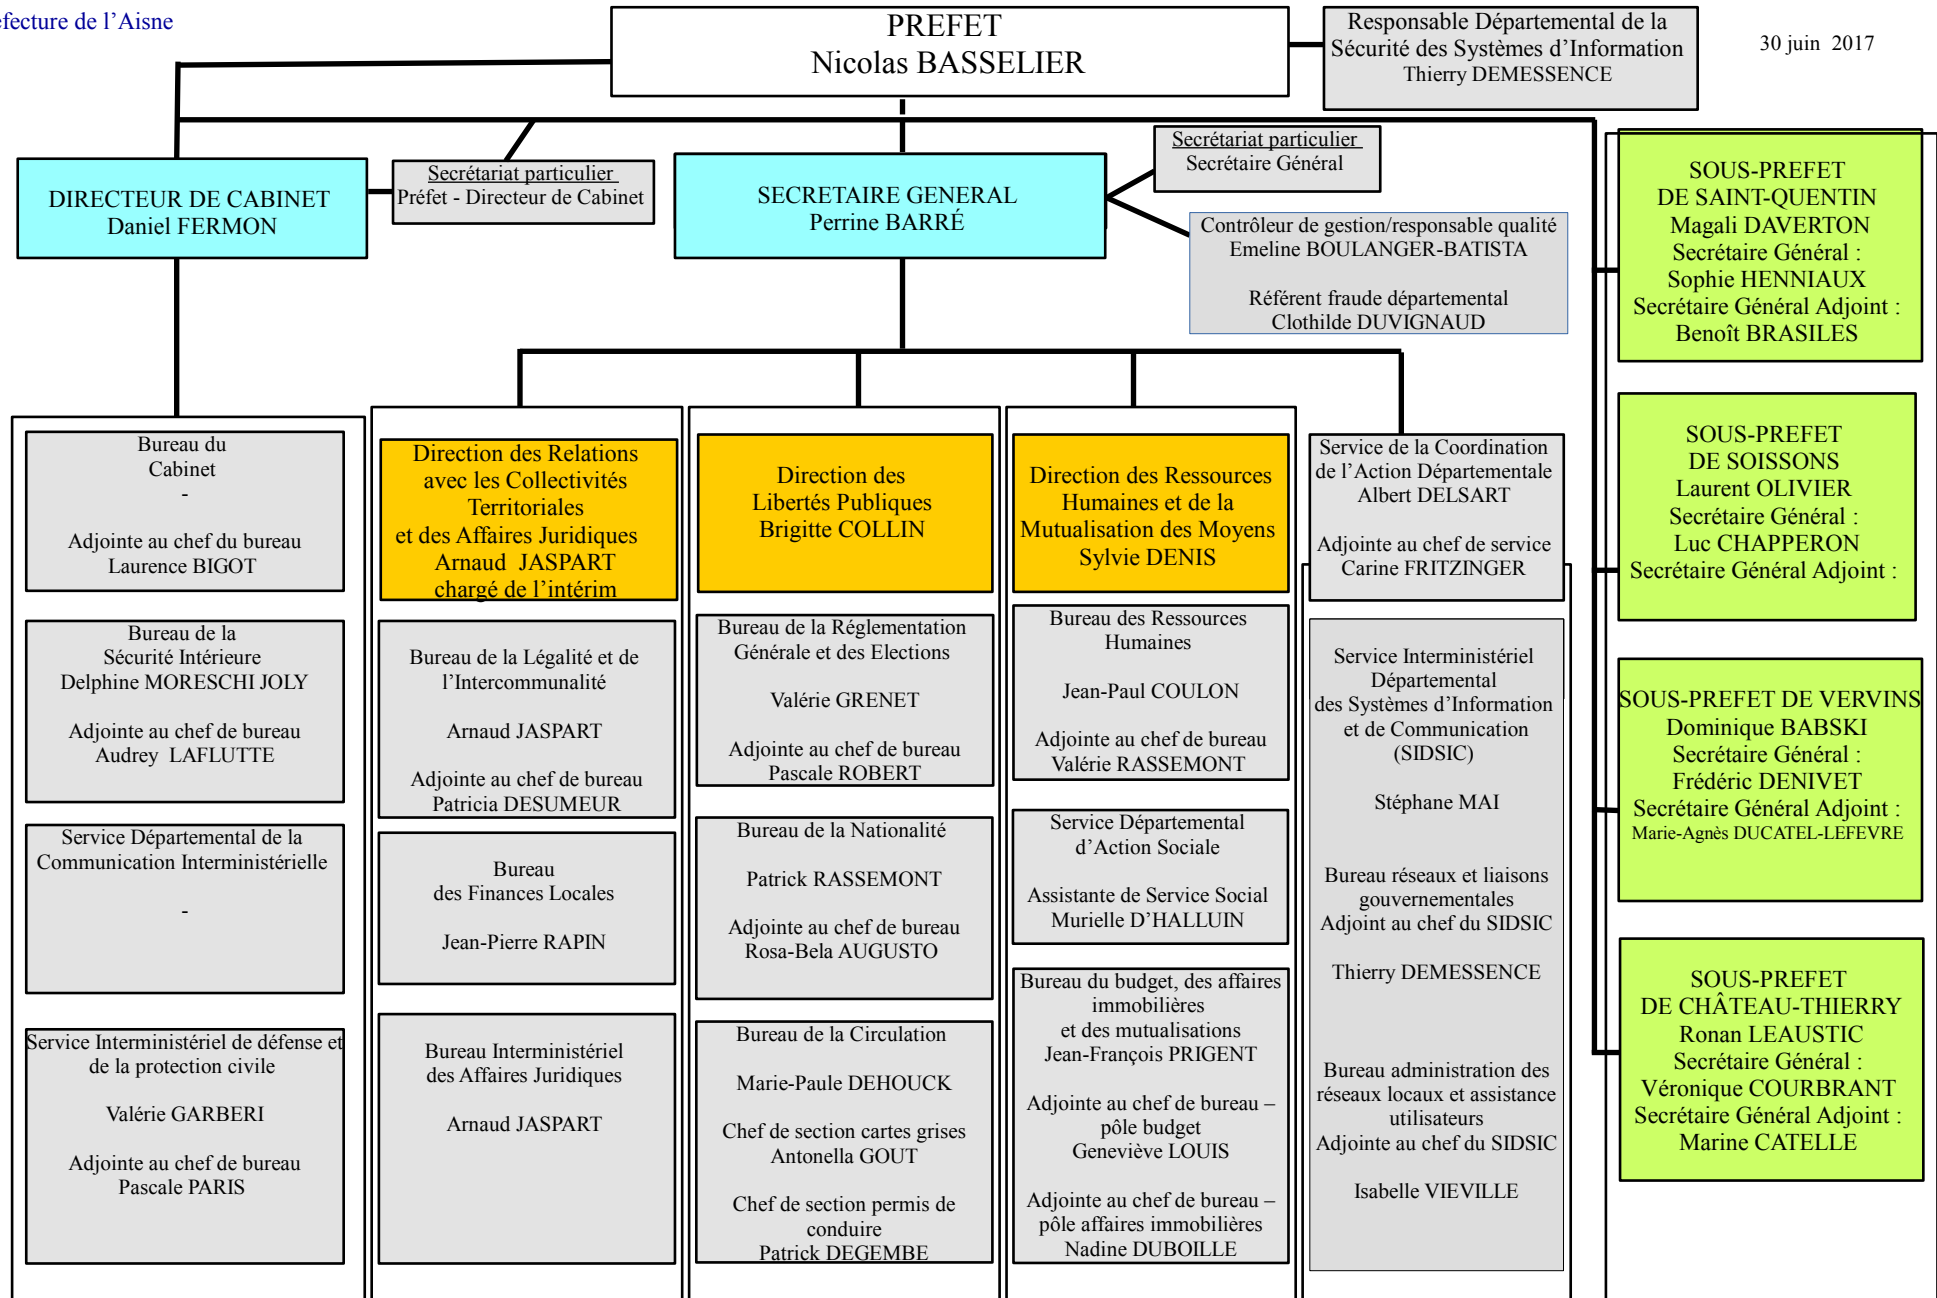 efecture de l'Aisne
PREFET
Nicolas BASSELIER
Responsable Départemental de la
Sécurité des Systèmes d'Information
Thierry DEMESSENCE
30 juin 2017
DIRECTEUR DE CABINET
Daniel FERMON
Secrétariat particulier
Préfet - Directeur de Cabinet
SECRETAIRE GENERAL
Perrine BARRÉ
Secrétariat particulier
Secrétaire Général
Contrôleur de gestion/responsable qualité
Emeline BOULANGER-BATISTA
Référent fraude départemental
Clothilde DUVIGNAUD
SOUS-PREFET
DE SAINT-QUENTIN
Magali DAVERTON
Secrétaire Général :
Sophie HENNIAUX
Secrétaire Général Adjoint :
Benoît BRASILES
SOUS-PREFET
DE SOISSONS
Laurent OLIVIER
Secrétaire Général :
Luc CHAPPERON
Secrétaire Général Adjoint :
SOUS-PREFET DE VERVINS
Dominique BABSKI
Secrétaire Général :
Frédéric DENIVET
Secrétaire Général Adjoint :
Marie-Agnès DUCATEL-LEFEVRE
SOUS-PREFET
DE CHÂTEAU-THIERRY
Ronan LEAUSTIC
Secrétaire Général :
Véronique COURBRANT
Secrétaire Général Adjoint :
Marine CATELLE
Bureau du
Cabinet
-
Adjointe au chef du bureau
Laurence BIGOT
Bureau de la
Sécurité Intérieure
Delphine MORESCHI JOLY
Adjointe au chef de bureau
Audrey LAFLUTTE
Service Départemental de la
Communication Interministérielle
-
Service Interministériel de défense et
de la protection civile
Valérie GARBERI
Adjointe au chef de bureau
Pascale PARIS
Direction des Relations
avec les Collectivités
Territoriales
et des Affaires Juridiques
Arnaud JASPART
chargé de l'intérim
Bureau de la Légalité et de
l'Intercommunalité
Arnaud JASPART
Adjointe au chef de bureau
Patricia DESUMEUR
Bureau
des Finances Locales
Jean-Pierre RAPIN
Bureau Interministériel
des Affaires Juridiques
Arnaud JASPART
Direction des
Libertés Publiques
Brigitte COLLIN
Bureau de la Réglementation
Générale et des Elections
Valérie GRENET
Adjointe au chef de bureau
Pascale ROBERT
Bureau de la Nationalité
Patrick RASSEMONT
Adjointe au chef de bureau
Rosa-Bela AUGUSTO
Bureau de la Circulation
Marie-Paule DEHOUCK
Chef de section cartes grises
Antonella GOUT
Chef de section permis de
conduire
Patrick DEGEMBE
Direction des Ressources
Humaines et de la
Mutualisation des Moyens
Sylvie DENIS
Bureau des Ressources
Humaines
Jean-Paul COULON
Adjointe au chef de bureau
Valérie RASSEMONT
Service Départemental
d'Action Sociale
Assistante de Service Social
Murielle D'HALLUIN
Bureau du budget, des affaires
immobilières
et des mutualisations
Jean-François PRIGENT
Adjointe au chef de bureau –
pôle budget
Geneviève LOUIS
Adjointe au chef de bureau –
pôle affaires immobilières
Nadine DUBOILLE
Service de la Coordination
de l'Action Départementale
Albert DELSART
Adjointe au chef de service
Carine FRITZINGER
Service Interministériel
Départemental
des Systèmes d'Information
et de Communication
(SIDSIC)
Stéphane MAI
Bureau réseaux et liaisons
gouvernementales
Adjoint au chef du SIDSIC
Thierry DEMESSENCE
Bureau administration des
réseaux locaux et assistance
utilisateurs
Adjointe au chef du SIDSIC
Isabelle VIEVILLE